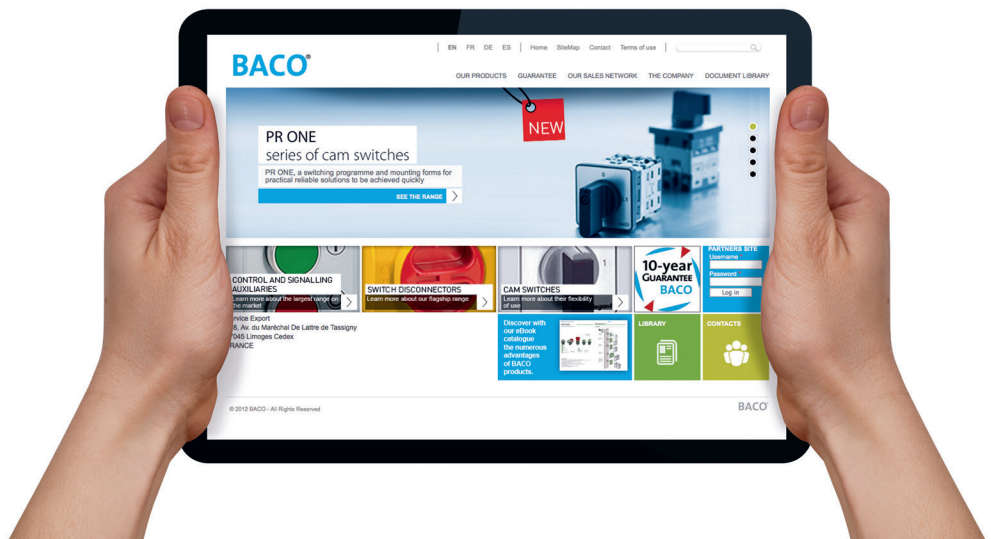 EN FR DE ES Home SiteMap Contact Terms of use
BACO®
OUR PRODUCTS GUARANTEE OUR SALES NETWORK THE COMPANY DOCUMENT LIBRARY
NEW
PR ONE
series of cam switches
PR ONE, a switching programme and mounting forms for
practical reliable solutions to be achieved quickly
SEE THE RANGE
CONTROL AND SIGNALLING
AUXILIARIES
Learn more about the largest range on
the market
SWITCH DISCONNECTORS
Learn more about our flagship range
1
CAM SWITCHES
Learn more about their flexibility
of use
10-year
GUARANTEE
BACO
PARTNERS SITE
Username
Password
Log in
rvice Export
8, Av. du Maréchal De Lattre de Tassigny
7045 Limoges Cedex
RANCE
Discover with
our eBook
catalogue
the numerous
advantages
of BACO
products.
LIBRARY
CONTACTS
© 2012 BACO - All Rights Reserved
BACO